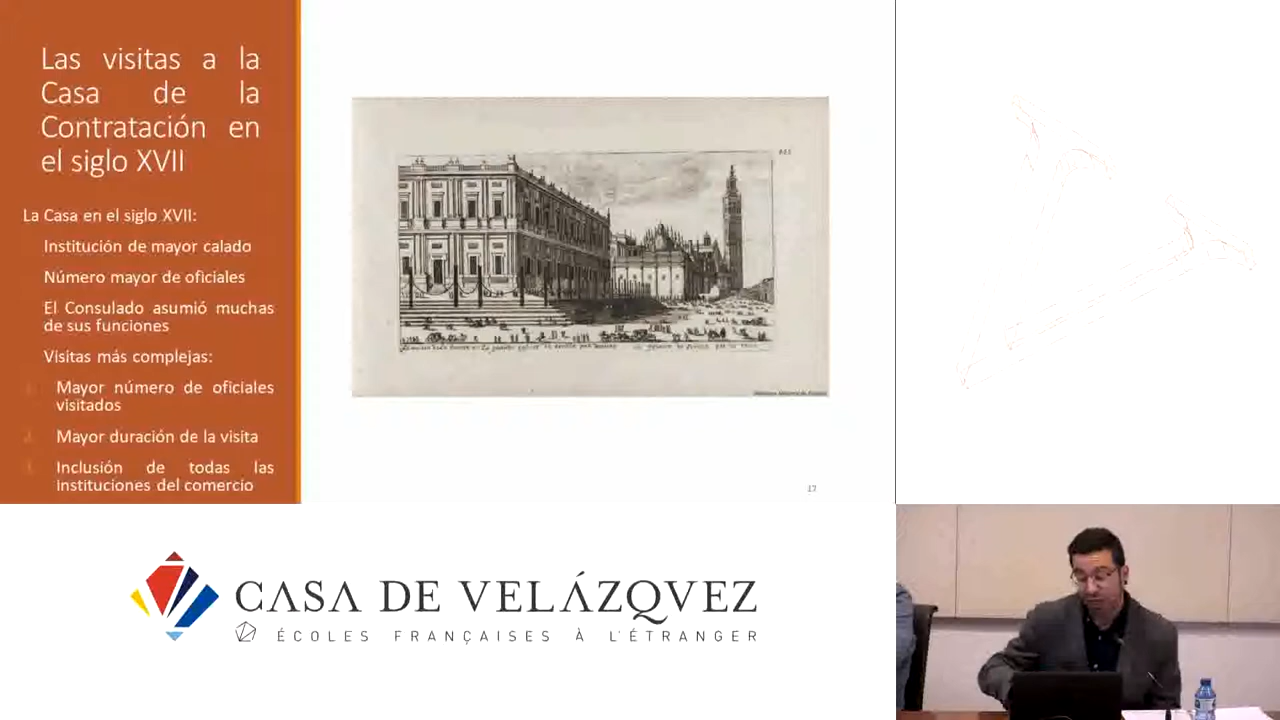 Las visitas a la
Casa de la
Contratación en
el siglo XVII
La Casa en el siglo XVII:
Institución de mayor calado
Número mayor de oficiales
El Consulado asumió muchas
de sus funciones
Visitas más complejas:
1. Mayor número de oficiales
visitados
2. Mayor duración de la visita
3. Inclusión de todas las
instituciones del comercio
17
CASA DE VELÁZQVEZ
ÉCOLES FRANÇAISES À L'ÉTRANGER